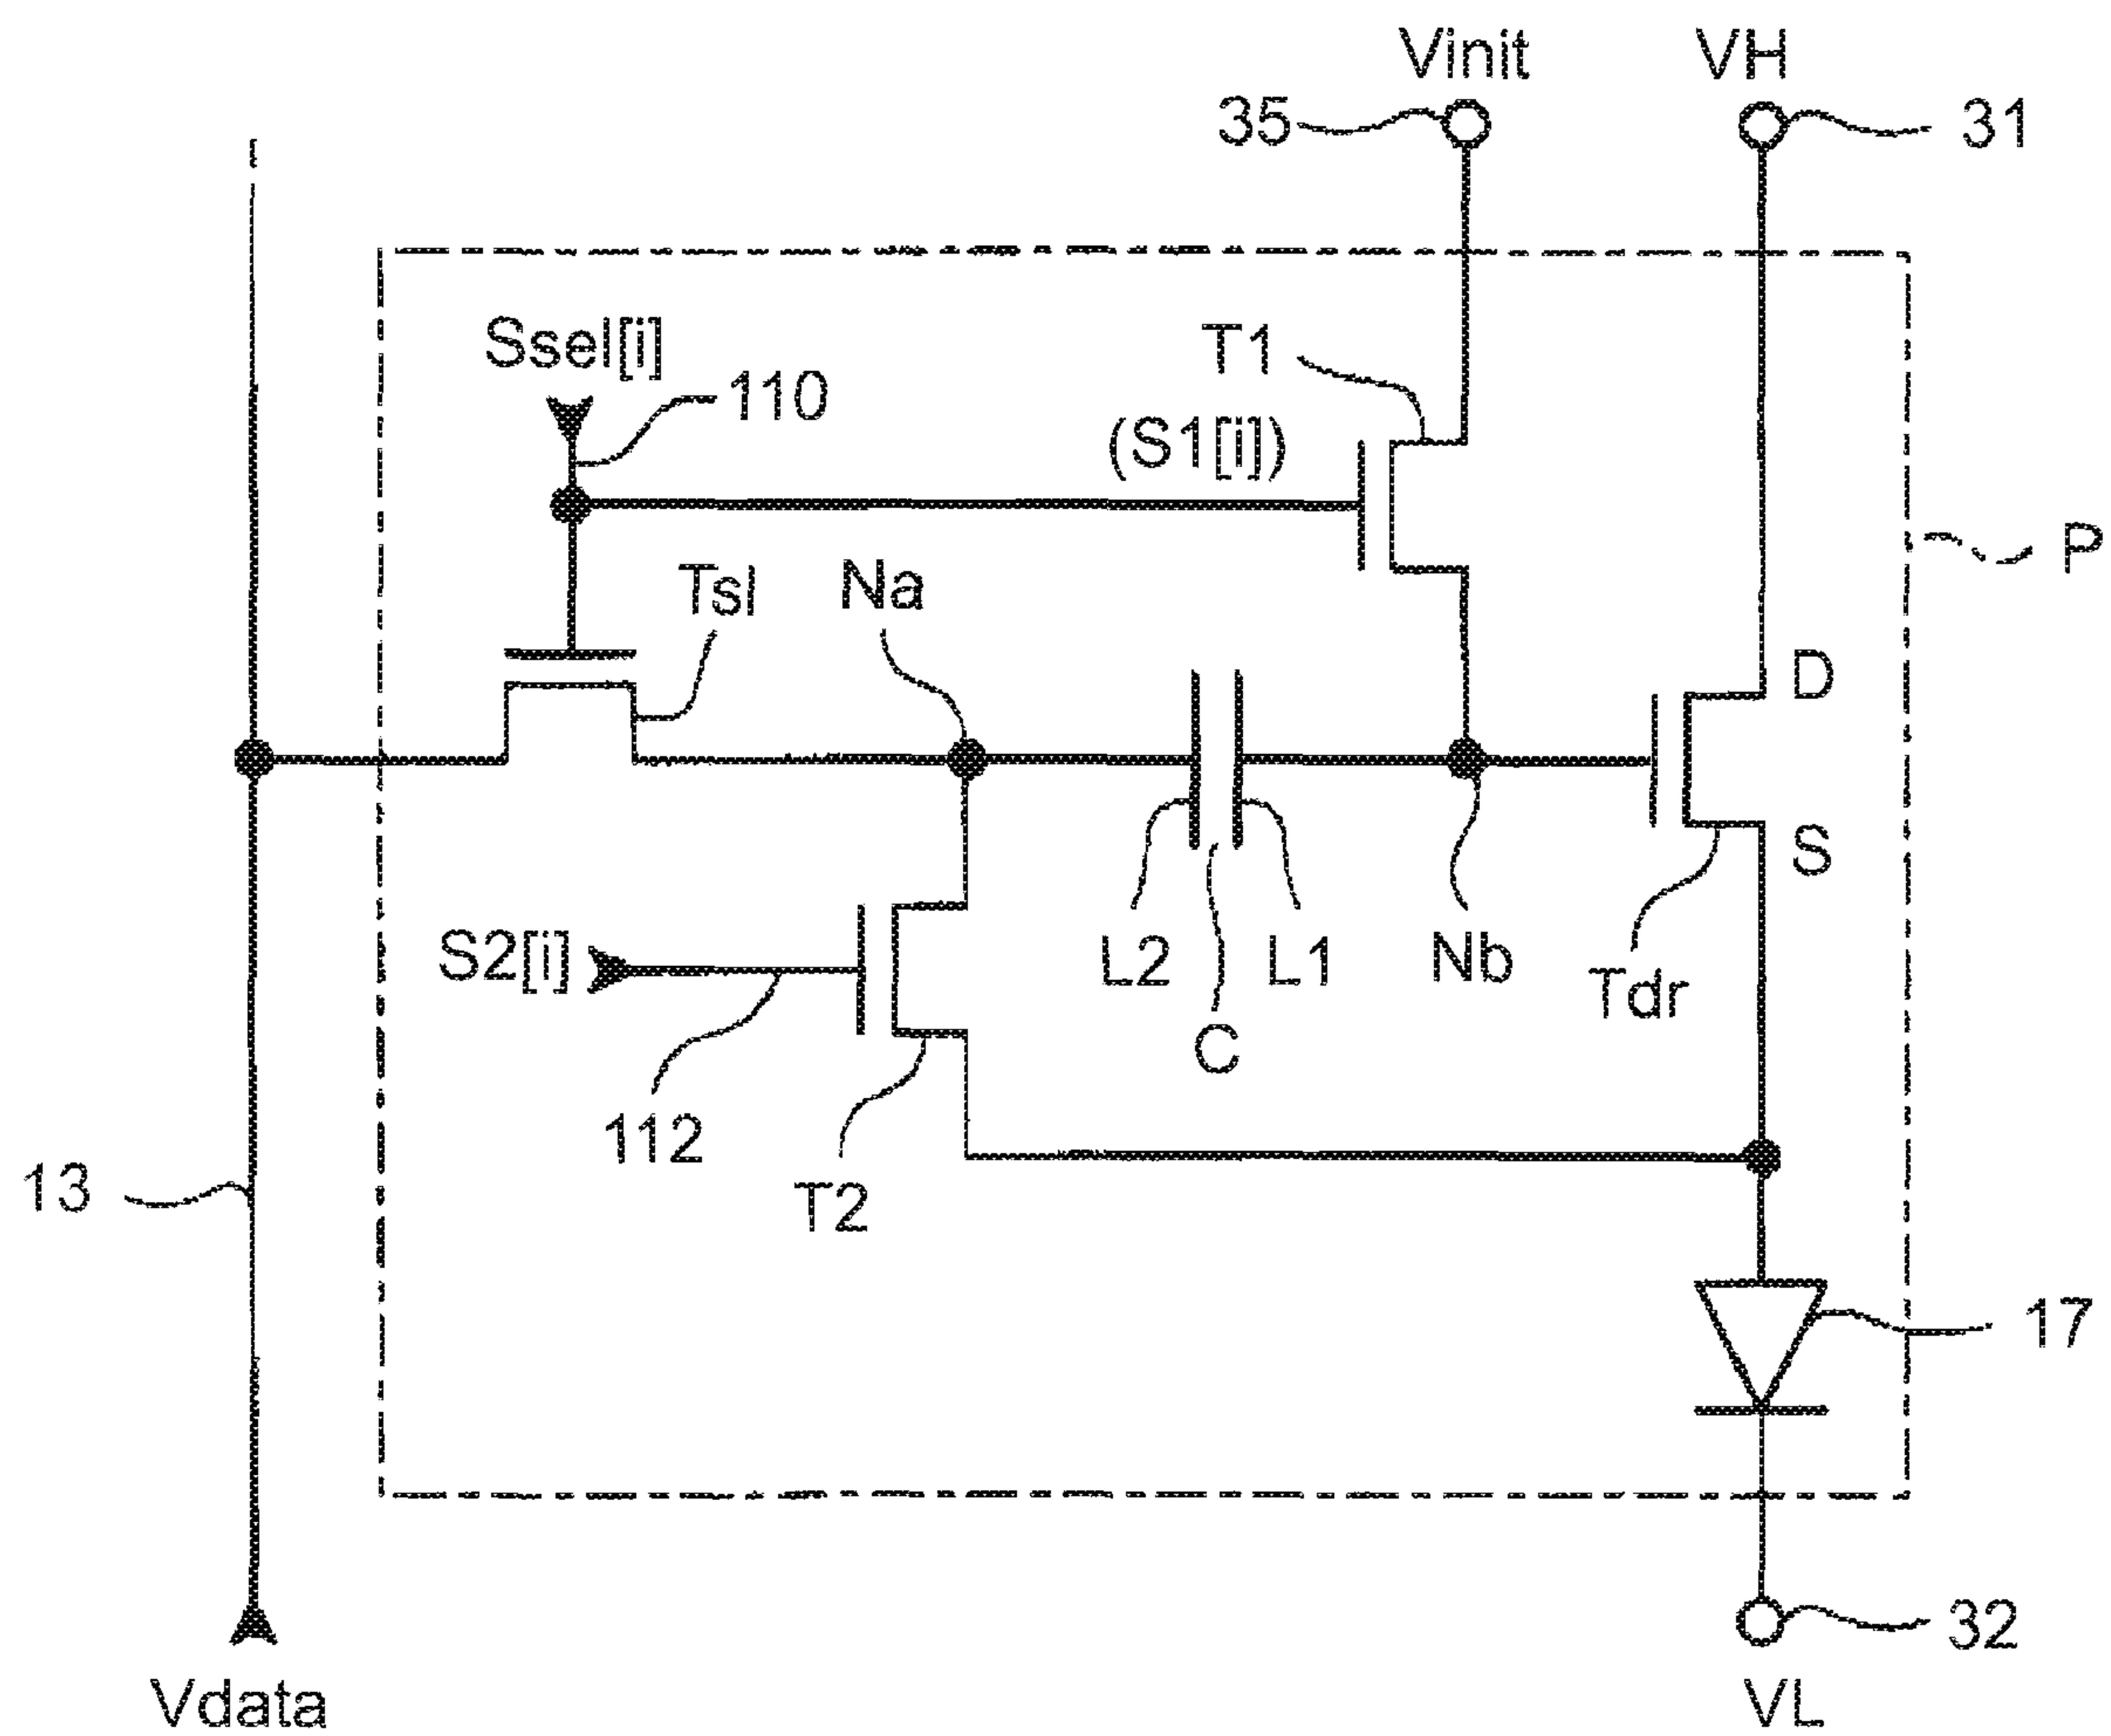 Vinit
VH
35
31
Ssel[i]
110
T1
(S1[i])
P
Tsl
Na
D
S
S2[i]
L2
L1
Nb
Tdr
C
112
T2
13
17
32
Vdata
VL